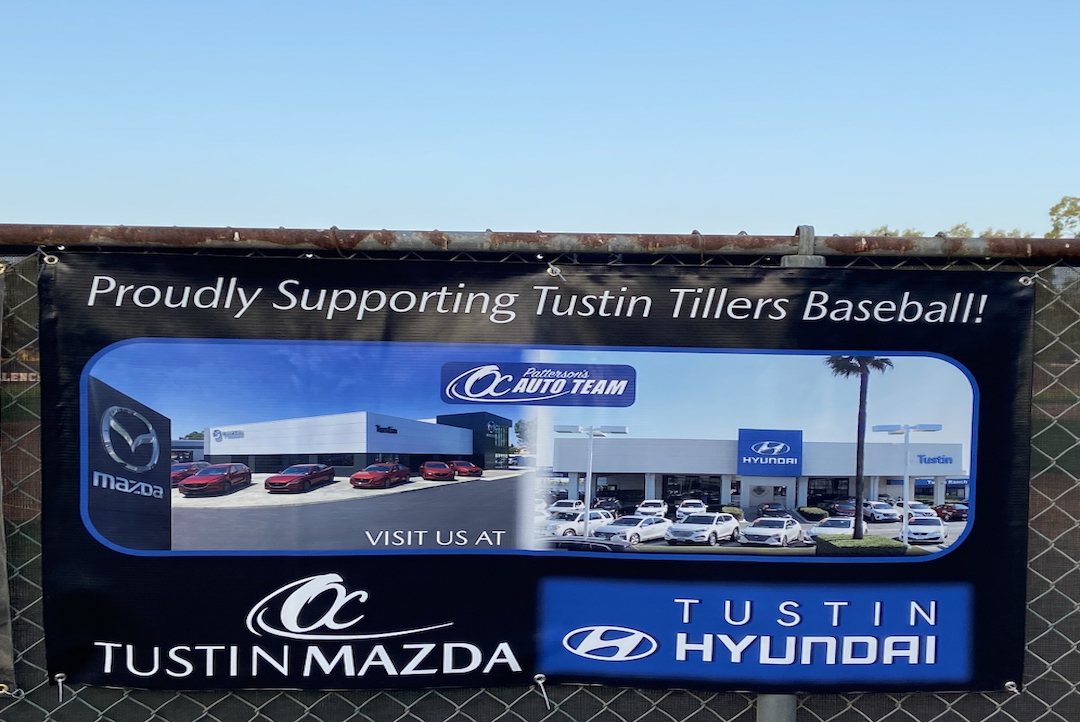 Proudly Supporting Tustin Tillers Baseball!
Patterson's
OC AUTO TEAM
mazda
Tustin
HYUNDAI
Tustin
VISIT US AT
OC
TUSTIN MAZDA
TUSTIN
HYUNDAI